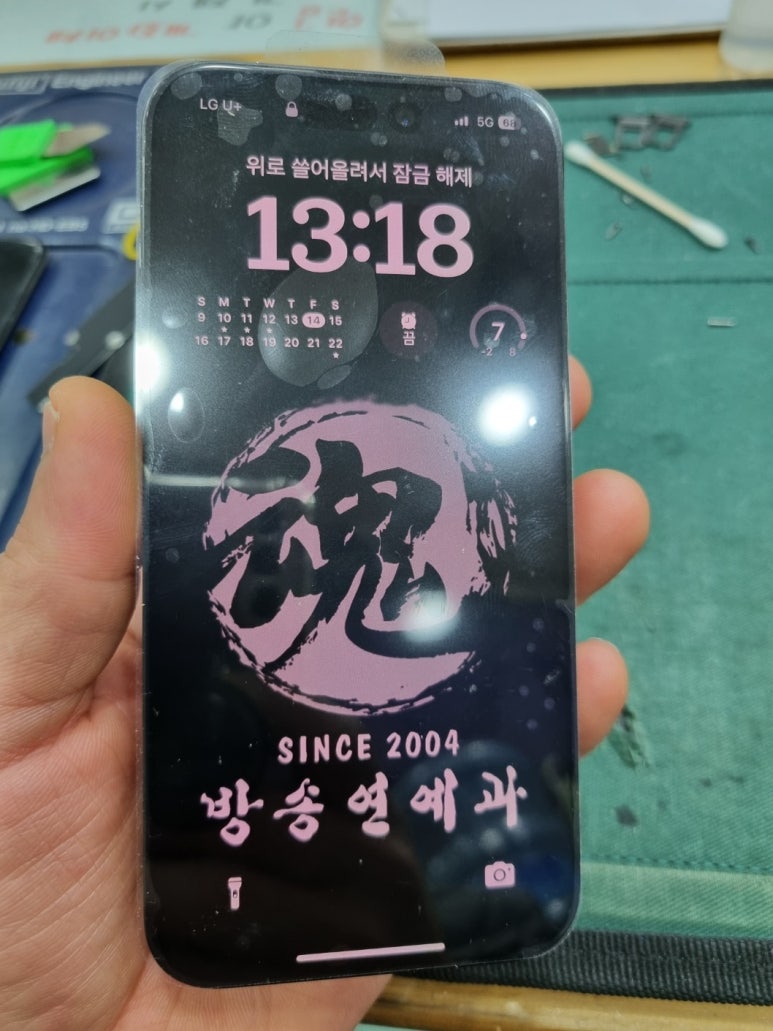 Engineer
LG U+ 5G 68
위로 쓸어올려서 잠금 해제
13:18
S M T W T F S
9 10 11 12 13 14 15
16 17 18 19 20 21 22
끔
7
-2 8
魂
SINCE 2004
방송연예과